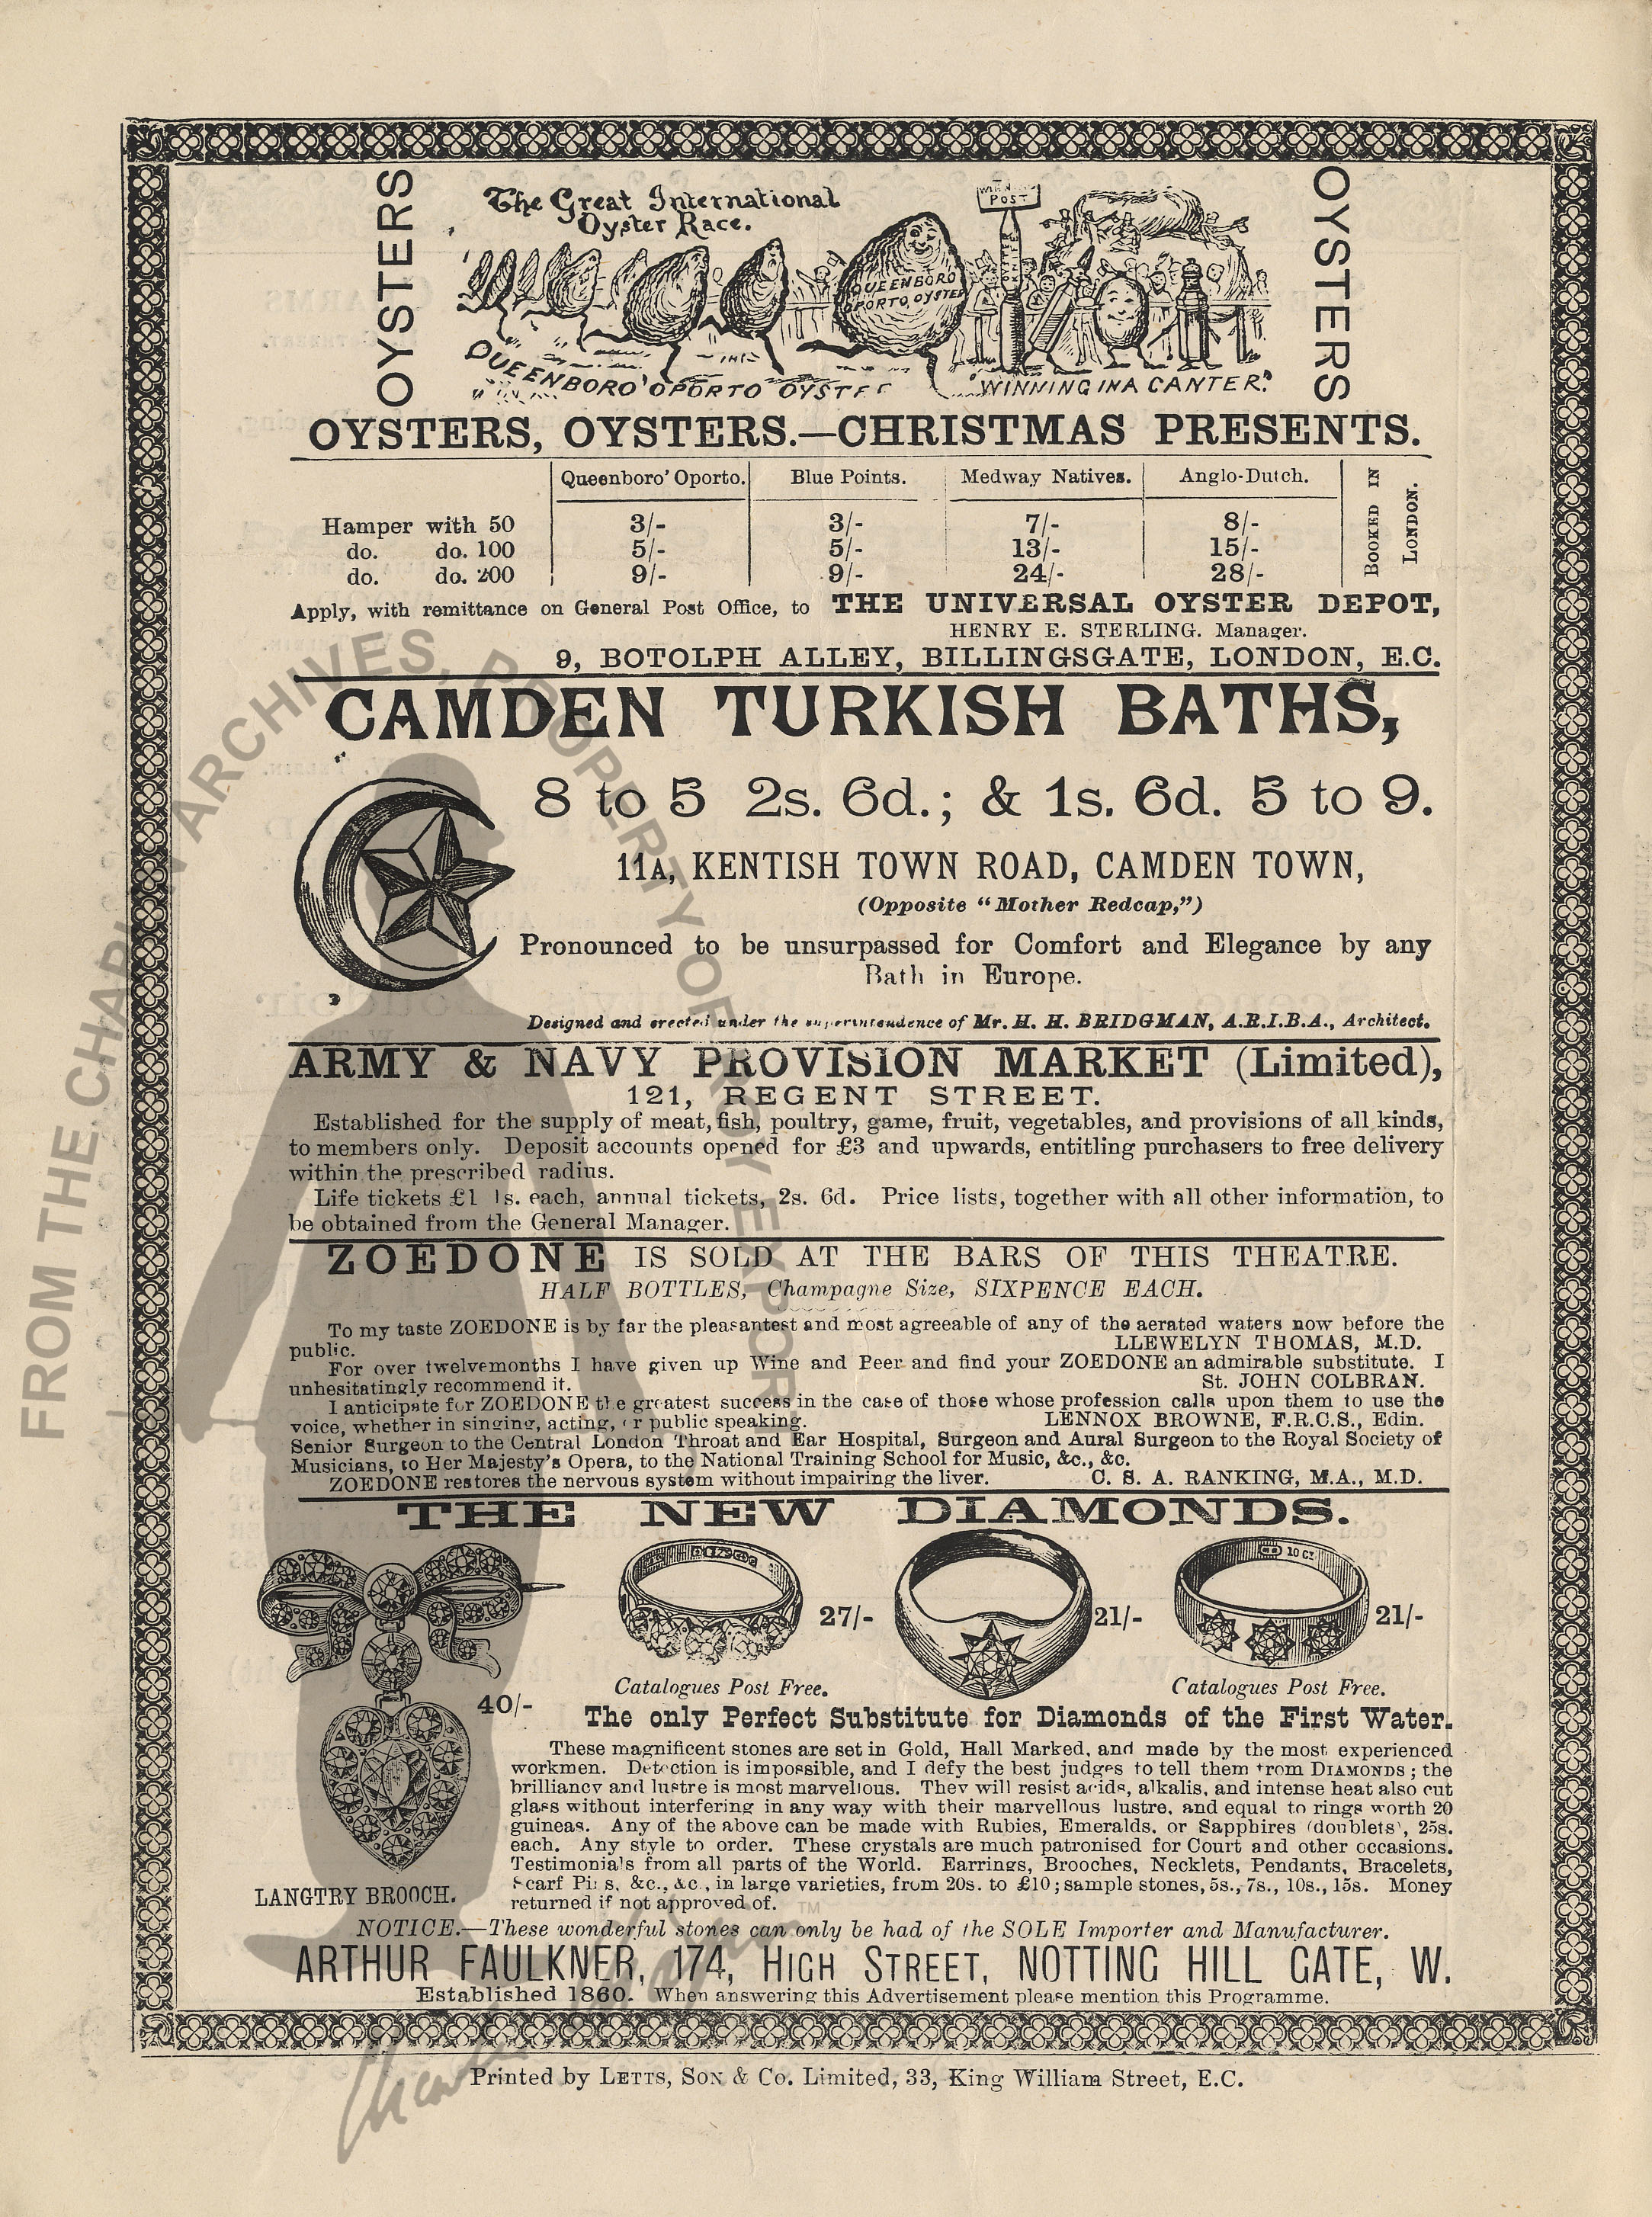 OYSTERS
The Great International
Oyster Race.
WINNING
POST
KNIFE
QUEENBORO
OPORTO OYSTER
QUEENBORO' OPORTO OYSTER
"WINNING IN A CANTER."
OYSTERS
OYSTERS, OYSTERS.—CHRISTMAS PRESENTS.
Queenboro' Oporto. Blue Points. Medway Natives. Anglo-Dutch. BOOKED IN LONDON.
Hamper with 50 3/- 3/- 7/- 8/-
do. do. 100 5/- 5/- 13/- 15/-
do. do. 200 9/- 9/- 24/- 28/-
Apply, with remittance on General Post Office, to THE UNIVERSAL OYSTER DEPOT,
HENRY E. STERLING. Manager.
9, BOTOLPH ALLEY, BILLINGSGATE, LONDON, E.C.
CAMDEN TURKISH BATHS,
8 to 5 2s. 6d.; & 1s. 6d. 5 to 9.
11A, KENTISH TOWN ROAD, CAMDEN TOWN,
(Opposite "Mother Redcap,")
Pronounced to be unsurpassed for Comfort and Elegance by any
Bath in Europe.
Designed and erected under the superintendence of Mr. H. H. BRIDGMAN, A.R.I.B.A., Architect.
ARMY & NAVY PROVISION MARKET (Limited),
121, REGENT STREET.
Established for the supply of meat, fish, poultry, game, fruit, vegetables, and provisions of all kinds,
to members only. Deposit accounts opened for £3 and upwards, entitling purchasers to free delivery
within the prescribed radius.
Life tickets £1 1s. each, annual tickets, 2s. 6d. Price lists, together with all other information, to
be obtained from the General Manager.
ZOEDONE IS SOLD AT THE BARS OF THIS THEATRE.
HALF BOTTLES, Champagne Size, SIXPENCE EACH.
To my taste ZOEDONE is by far the pleasantest and most agreeable of any of the aerated waters now before the
public. LLEWELYN THOMAS, M.D.
For over twelvemonths I have given up Wine and Peer and find your ZOEDONE an admirable substitute. I
unhesitatingly recommend it. St. JOHN COLBRAN.
I anticipate for ZOEDONE the greatest success in the case of those whose profession calls upon them to use the
voice, whether in singing, acting, or public speaking. LENNOX BROWNE, F.R.C.S., Edin.
Senior Surgeon to the Central London Throat and Ear Hospital, Surgeon and Aural Surgeon to the Royal Society of
Musicians, to Her Majesty's Opera, to the National Training School for Music, &c., &c.
ZOEDONE restores the nervous system without impairing the liver. C. S. A. RANKING, M.A., M.D.
THE NEW DIAMONDS.
10 CT
27/-
21/-
21/-
40/-
Catalogues Post Free.
Catalogues Post Free.
The only Perfect Substitute for Diamonds of the First Water.
These magnificent stones are set in Gold, Hall Marked, and made by the most experienced
workmen. Detection is impossible, and I defy the best judges to tell them from DIAMONDS; the
brilliancy and lustre is most marvellous. They will resist acids, alkalis, and intense heat also cut
glass without interfering in any way with their marvellous lustre, and equal to rings worth 20
guineas. Any of the above can be made with Rubies, Emeralds, or Sapphires (doublets), 25s.
each. Any style to order. These crystals are much patronised for Court and other occasions.
Testimonials from all parts of the World. Earrings, Brooches, Necklets, Pendants, Bracelets,
Scarf Pins, &c., &c., in large varieties, from 20s. to £10; sample stones, 5s., 7s., 10s., 15s. Money
returned if not approved of.
LANGTRY BROOCH.
NOTICE.—These wonderful stones can only be had of the SOLE Importer and Manufacturer.
ARTHUR FAULKNER, 174, HIGH STREET, NOTTING HILL GATE, W.
Established 1860. When answering this Advertisement please mention this Programme.
Printed by LETTS, SON & CO. Limited, 33, King William Street, E.C.
FROM THE CHAPLIN ARCHIVES, PROPERTY OF ROY EXPORT
Charles Chaplin TM